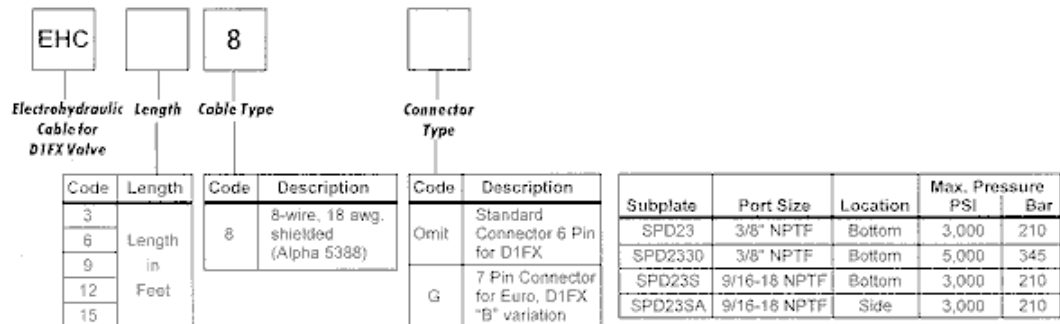 EHC 8
Electrohydraulic Length Cable Type Connector
Cable for Type
D1FX Valve
Code Length
3
6
9
12
15
Length
in
Feet
Code Description
8
8-wire, 18 awg.
shielded
(Alpha 5388)
Code Description
Omit
Standard
Connector 6 Pin
for D1FX
G
7 Pin Connector
for Euro, D1FX
"B" variation
Subplate Port Size Location Max. Pressure
PSI Bar
SPD23 3/8" NPTF Bottom 3,000 210
SPD2330 3/8" NPTF Bottom 5,000 345
SPD23S 9/16-18 NPTF Bottom 3,000 210
SPD23SA 9/16-18 NPTF Side 3,000 210